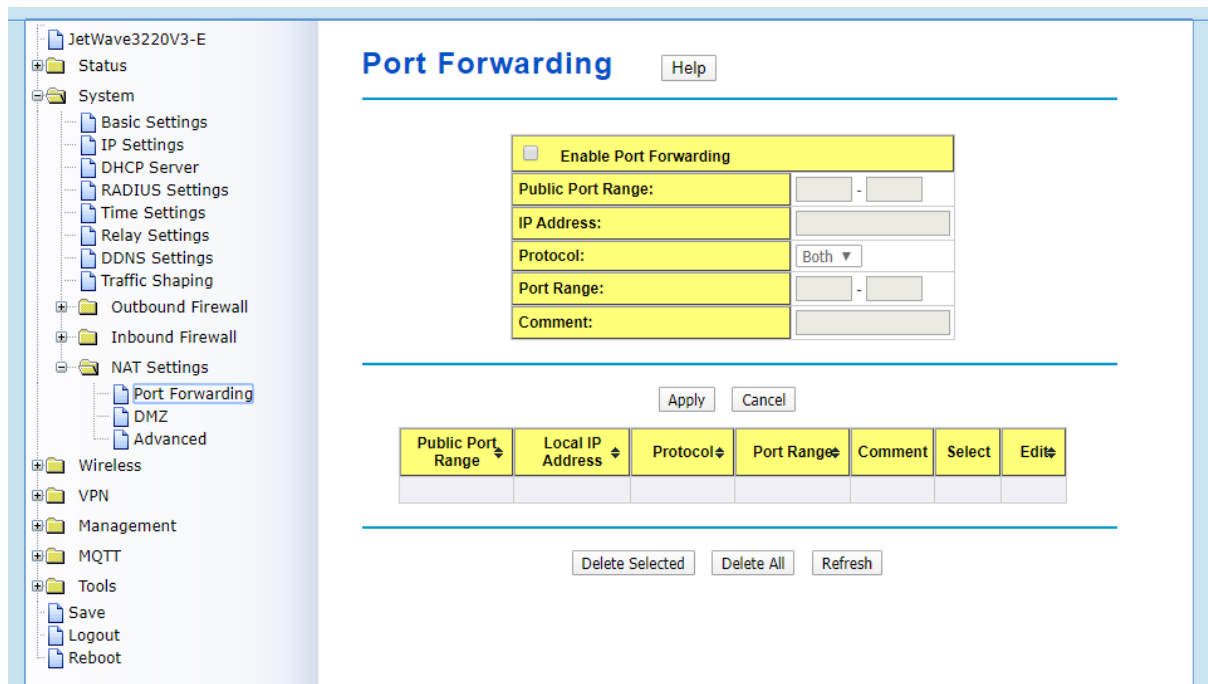 JetWave3220V3-E
Status
System
Basic Settings
IP Settings
DHCP Server
RADIUS Settings
Time Settings
Relay Settings
DDNS Settings
Traffic Shaping
Outbound Firewall
Inbound Firewall
NAT Settings
Port Forwarding
DMZ
Advanced
Wireless
VPN
Management
MQTT
Tools
Save
Logout
Reboot
Port Forwarding Help
Enable Port Forwarding
Public Port Range: -
IP Address:
Protocol: Both
Port Range: -
Comment:
Apply Cancel
Public Port Range Local IP Address Protocol Port Range Comment Select Edit
Delete Selected Delete All Refresh